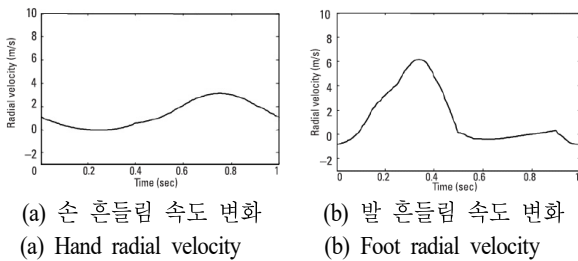 10
8
6
4
2
0
−2
Radial velocity (m/s)
0 0.2 0.4 0.6 0.8 1
Time (sec)
10
8
6
4
2
0
−2
Radial velocity (m/s)
0 0.2 0.4 0.6 0.8 1
Time (sec)
(a) 손 흔들림 속도 변화
(a) Hand radial velocity
(b) 발 흔들림 속도 변화
(b) Foot radial velocity